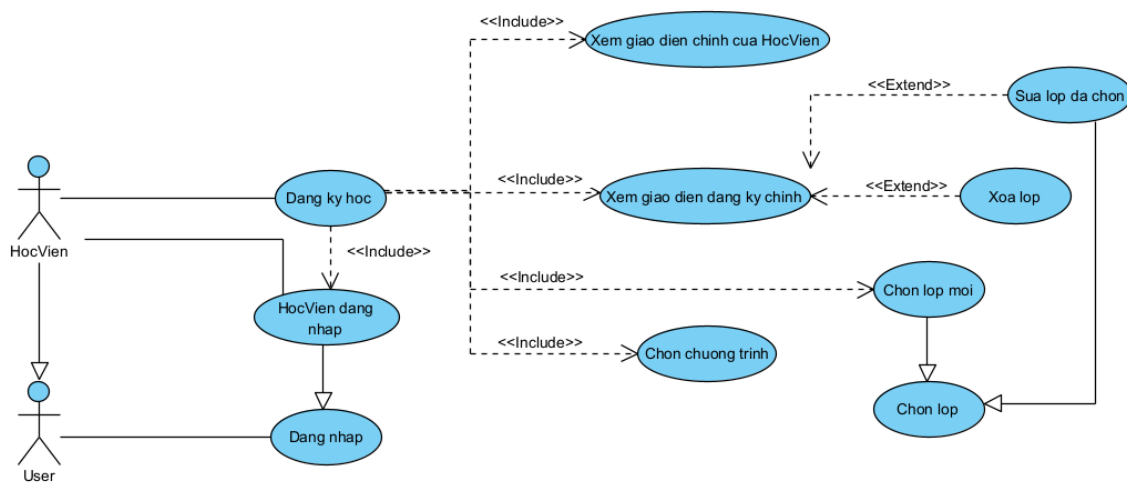 <<Include>>
Xem giao dien chinh cua HocVien
<<Extend>>
Sua lop da chon
HocVien
Dang ky hoc
<<Include>>
Xem giao dien dang ky chinh
<<Extend>>
Xoa lop
<<Include>>
HocVien dang
nhap
<<Include>>
Chon lop moi
<<Include>>
Chon chuong trinh
Chon lop
User
Dang nhap